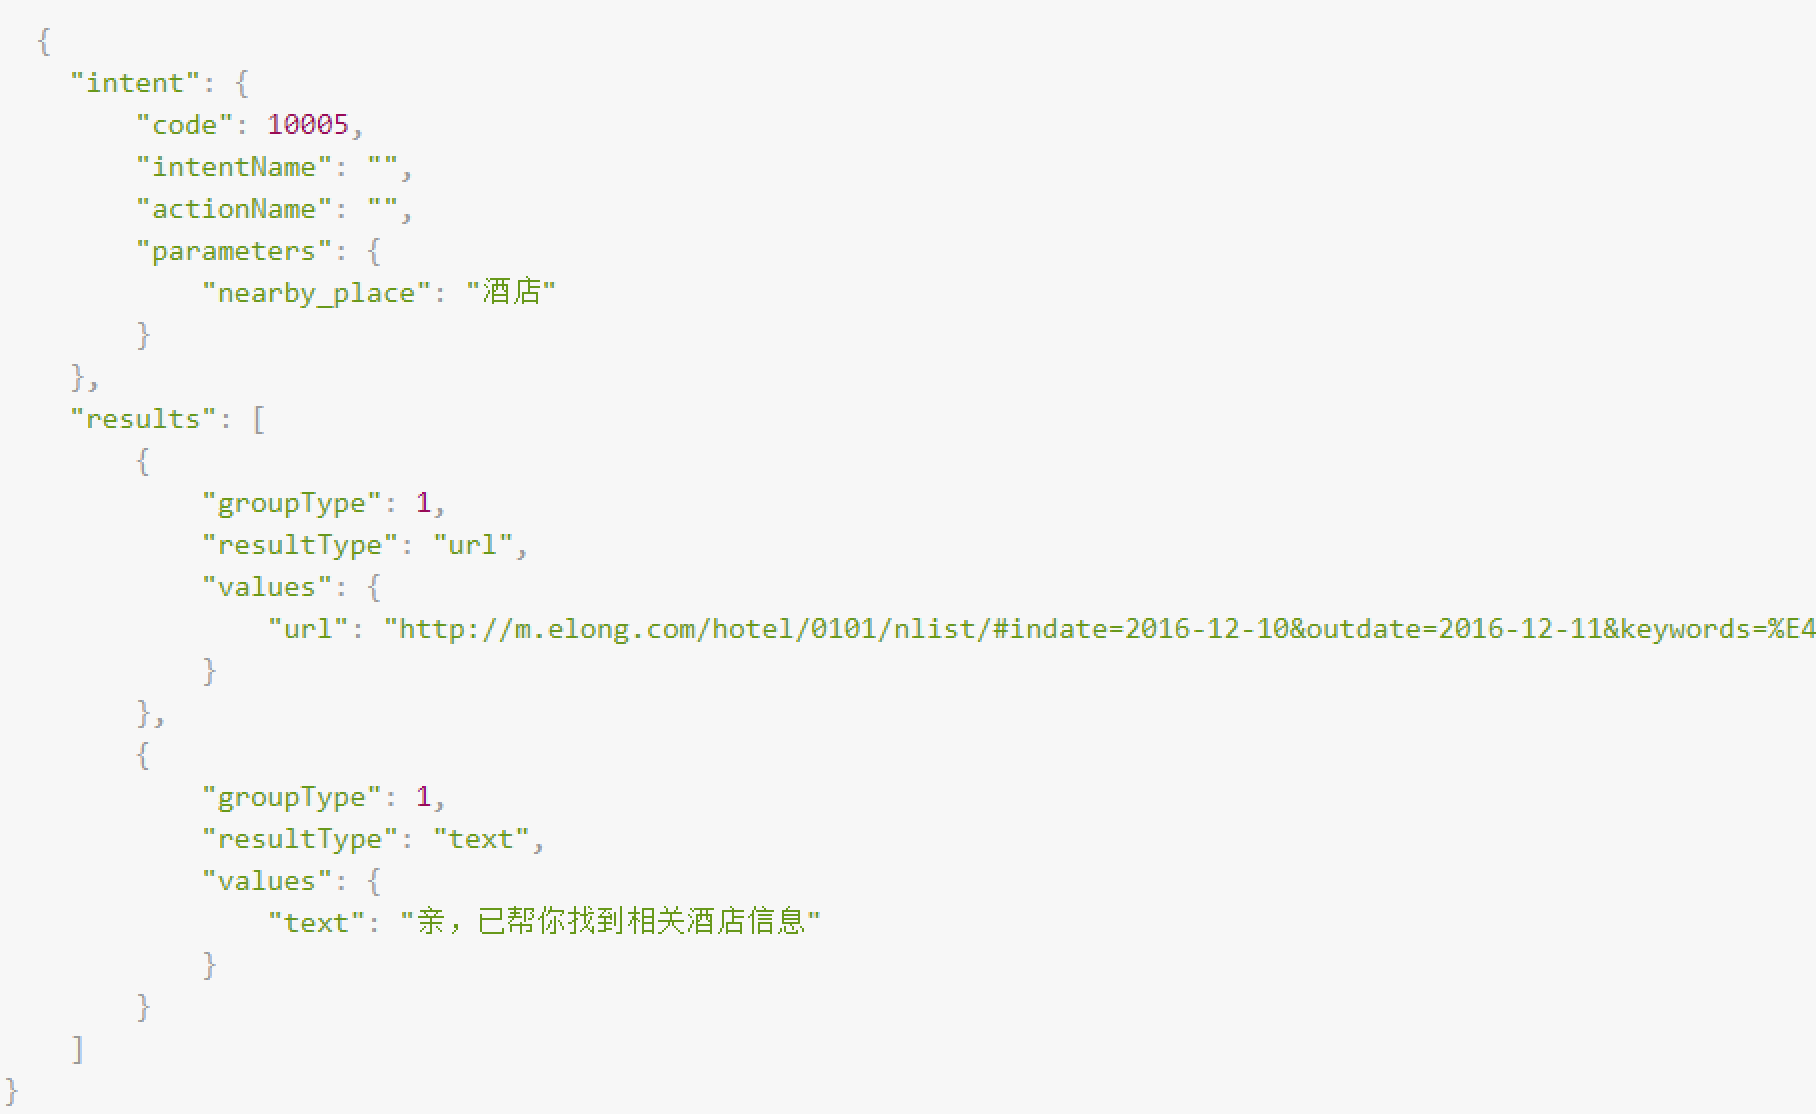 {
"intent": {
"code": 10005,
"intentName": "",
"actionName": "",
"parameters": {
"nearby_place": "酒店"
}
},
"results": [
{
"groupType": 1,
"resultType": "url",
"values": {
"url": "http://m.elong.com/hotel/0101/nlist/#indate=2016-12-10&outdate=2016-12-11&keywords=%E4
}
},
{
"groupType": 1,
"resultType": "text",
"values": {
"text": "亲，已帮你找到相关酒店信息"
}
}
]
}